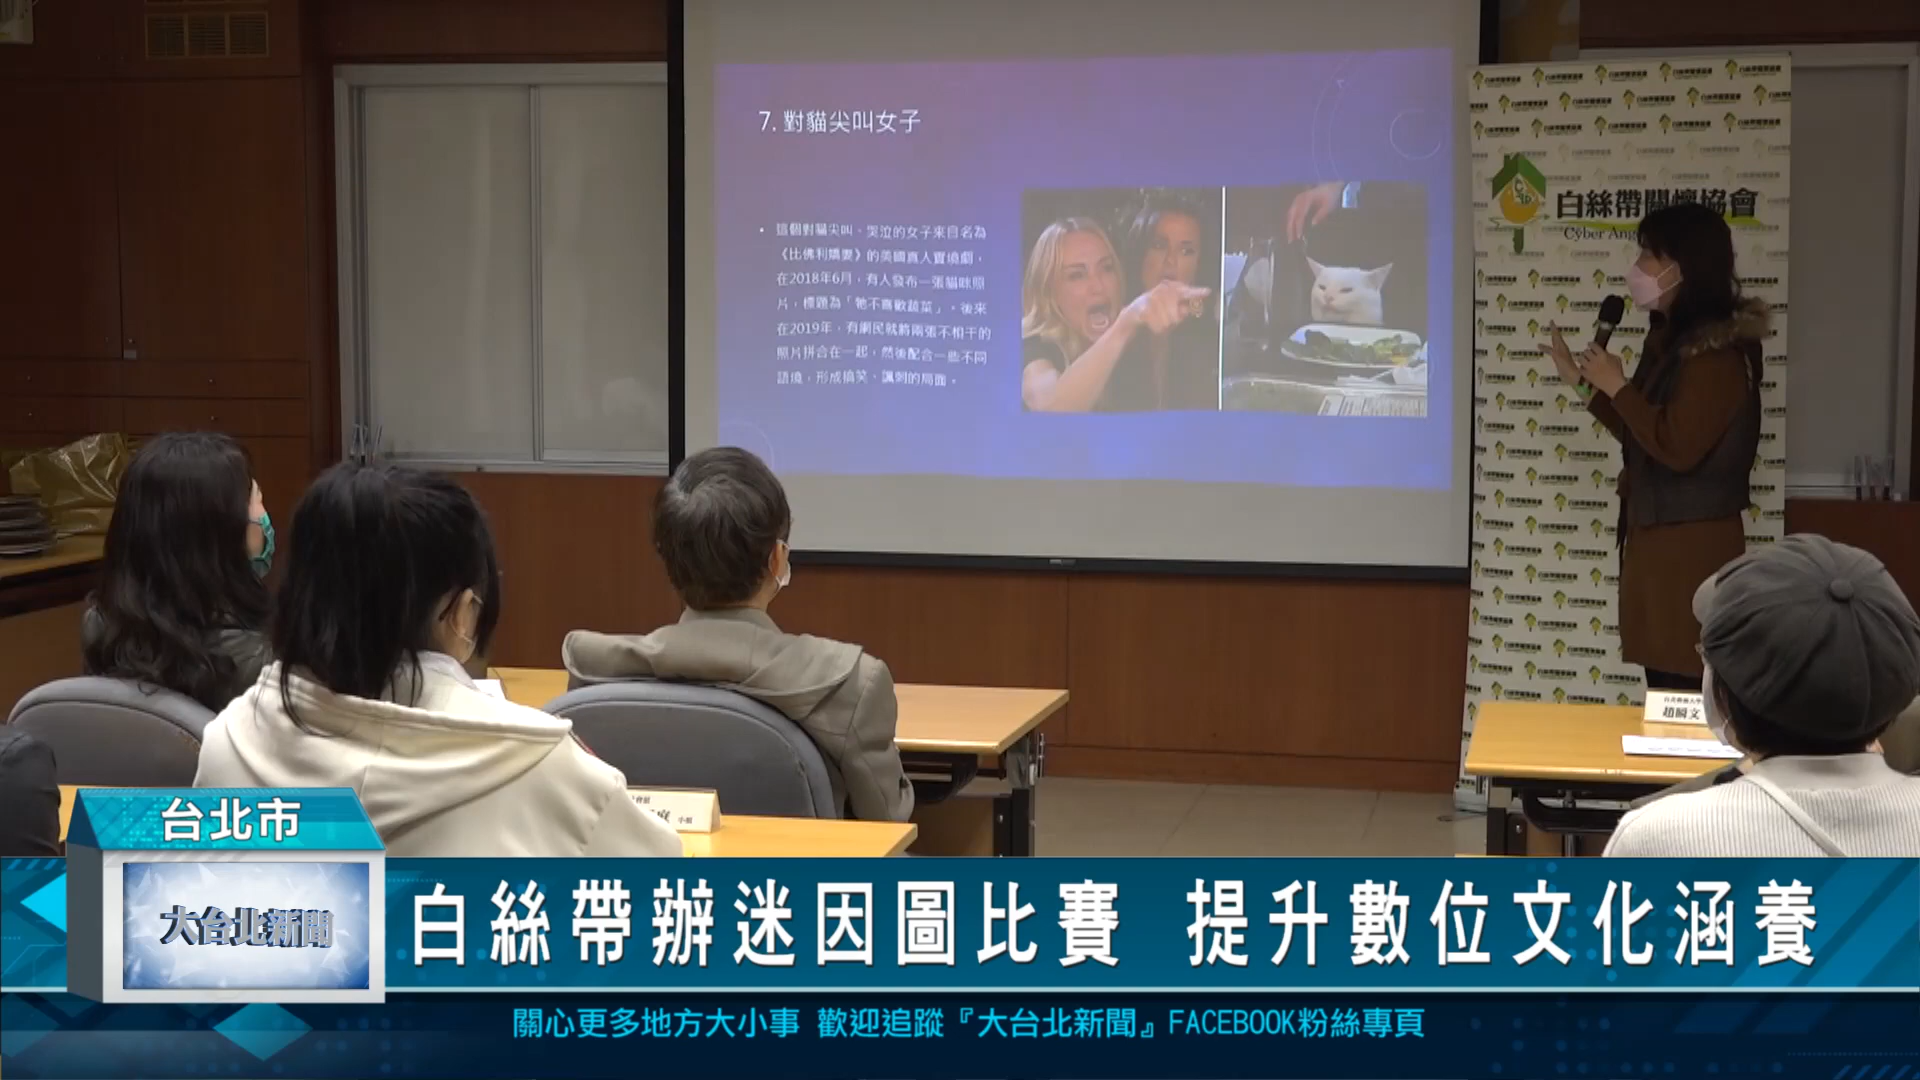 7. 對貓尖叫女子
• 這個對貓尖叫、哭泣的女子來自名為
《比佛利嬌妻》的美國真人實境劇，
在2018年6月，有人發布一張貓咪照
片，標題為「牠不喜歡蔬菜」。後來
在2019年，有網民就將兩張不相干的
照片拼合在一起，然後配合一些不同
語境，形成搞笑、諷刺的局面。
白絲帶關懷協會
Cyber Ang
趙瞬文
小姐
台北市
大台北新聞
白絲帶辦迷因圖比賽 提升數位文化涵養
關心更多地方大小事 歡迎追蹤『大台北新聞』FACEBOOK粉絲專頁